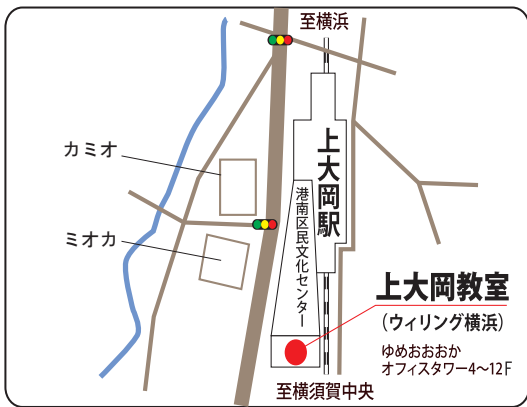 至横浜
カミオ
上大岡駅
港南区民文化センター
ミオカ
上大岡教室
(ウィリング横浜)
ゆめおおおか
オフィスタワー4〜12F
至横須賀中央